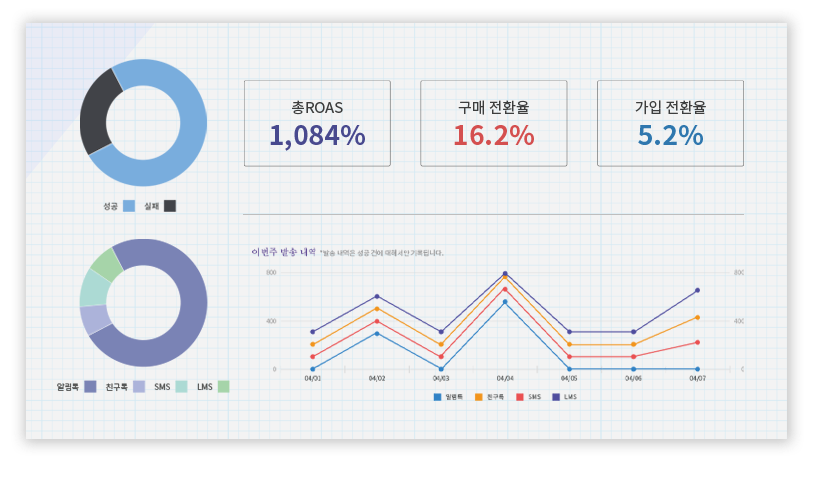 총ROAS
1,084%
구매 전환율
16.2%
가입 전환율
5.2%
성공 실패
이번주 발송 내역 *발송 내역은 성공 건에 대해서만 기록됩니다.
800 800
400 400
0 0
04/01 04/02 04/03 04/04 04/05 04/06 04/07
알림톡 친구톡 SMS LMS
알림톡 친구톡 SMS LMS